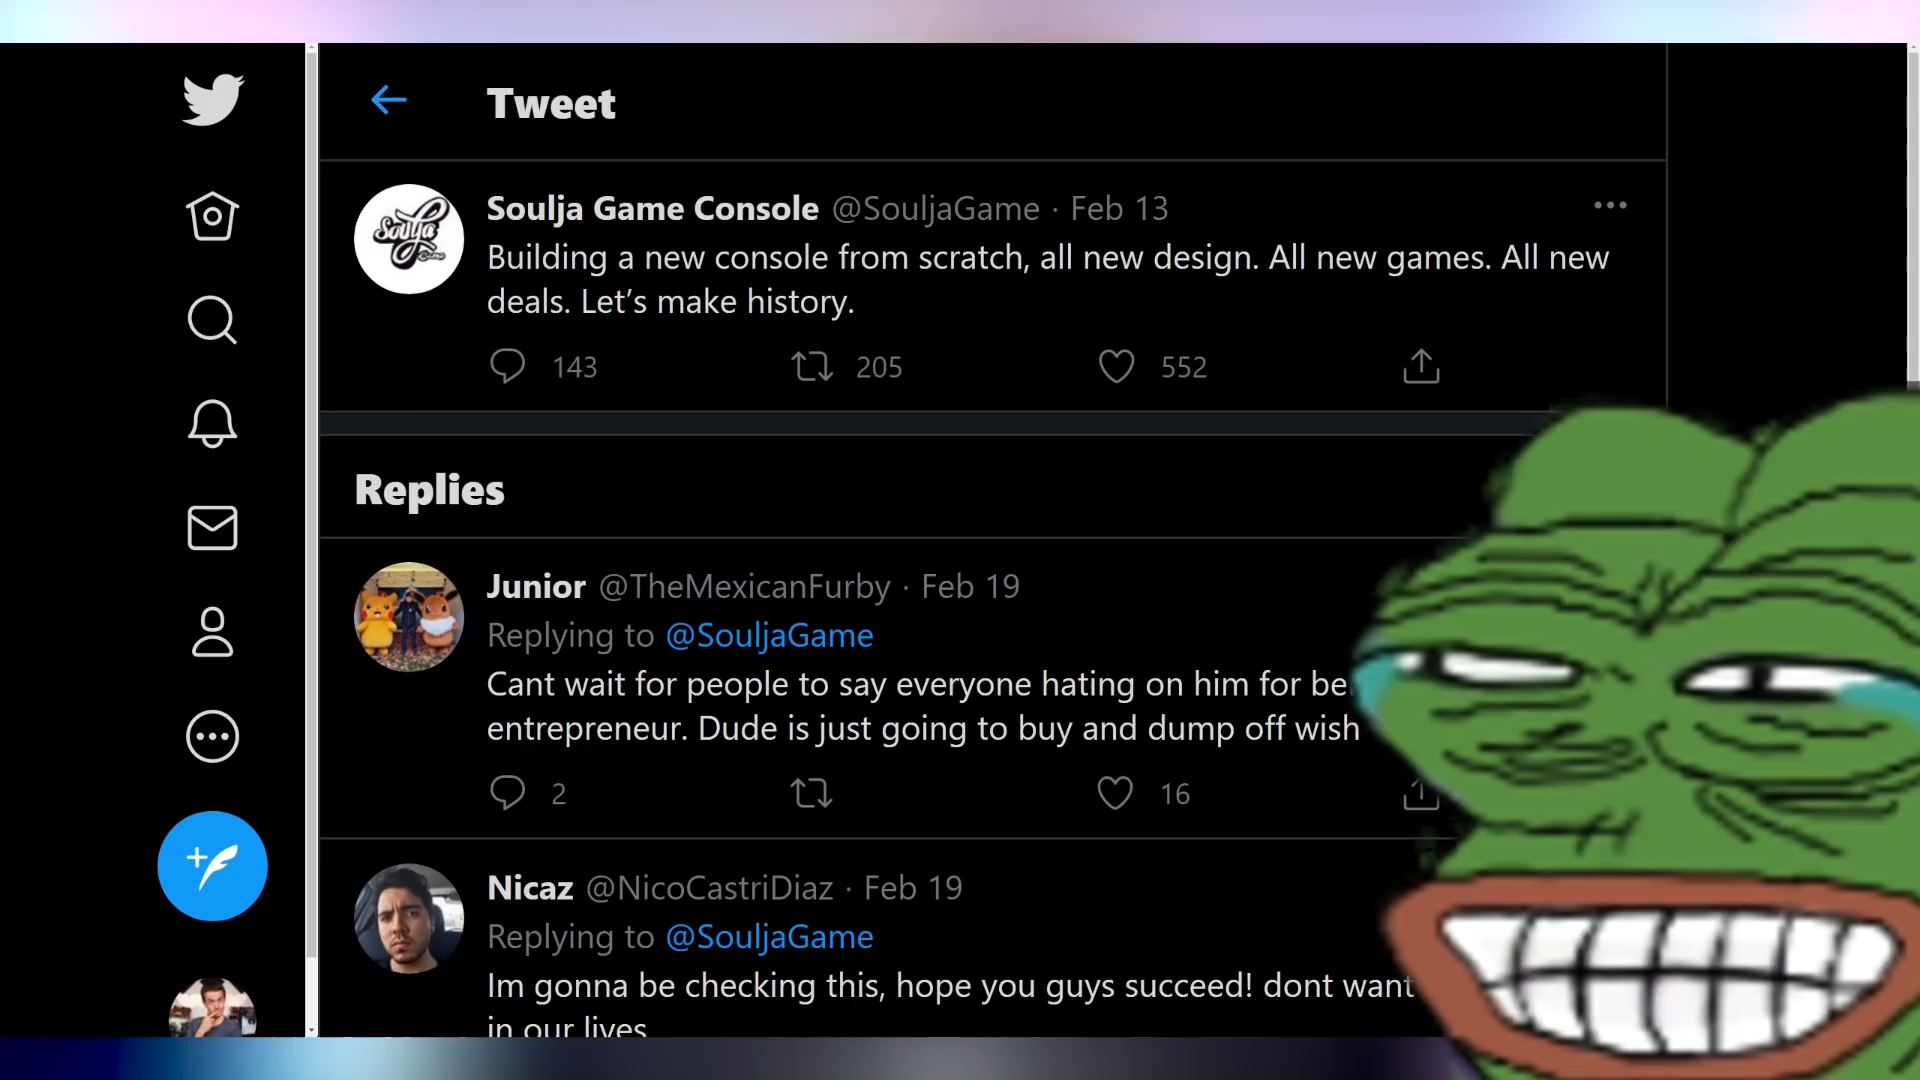 Tweet
Soulja Game Console @SouljaGame · Feb 13
Building a new console from scratch, all new design. All new games. All new
deals. Let’s make history.
143 205 552
Replies
Junior @TheMexicanFurby · Feb 19
Replying to @SouljaGame
Cant wait for people to say everyone hating on him for
entrepreneur. Dude is just going to buy and dump off wish
2 16
Nicaz @NicoCastriDiaz · Feb 19
Replying to @SouljaGame
Im gonna be checking this, hope you guys succeed! dont want
in our lives